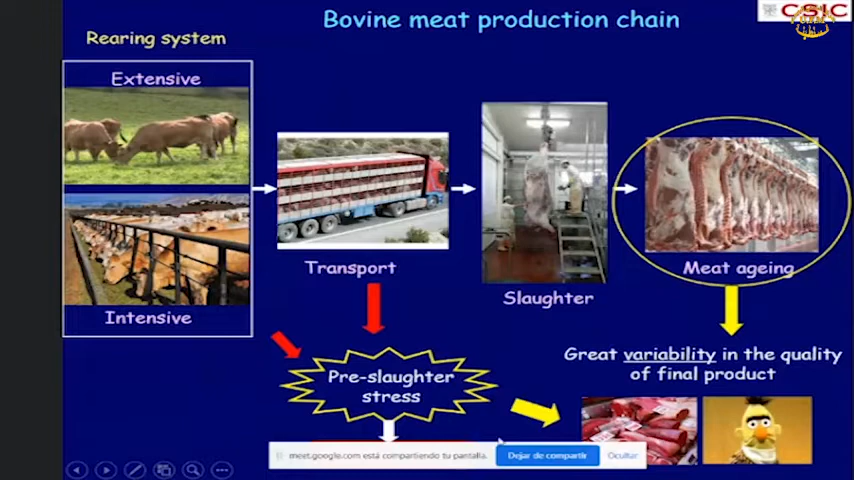 Bovine meat production chain
CSIC
Rearing system
Extensive
Intensive
Transport
Slaughter
Meat ageing
Pre-slaughter
stress
Great variability in the quality
of final product
meet.google.com está compartiendo tu pantalla.
Dejar de compartir
Ocultar